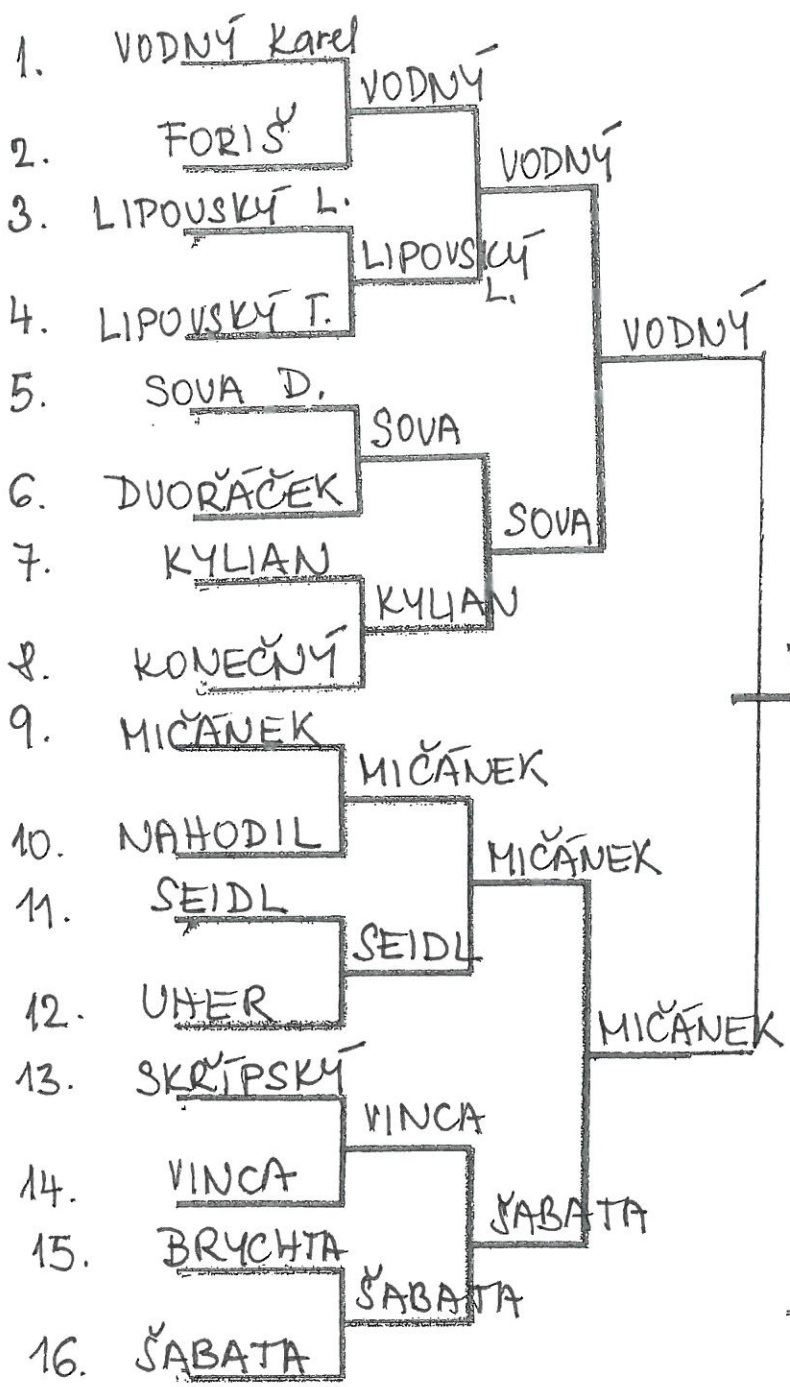 1. VODNÝ Karel
VODNÝ
2. FORIŠ
VODNÝ
3. LIPOVSKÝ L.
LIPOVSKÝ L.
4. LIPOVSKÝ T.
VODNÝ
5. SOVA D.
SOVA
6. DVOŘÁČEK
SOVA
7. KYLIAN
KYLIAN
8. KONEČNÝ
9. MIČÁNEK
MIČÁNEK
10. NAHODIL
MIČÁNEK
11. SEIDL
SEIDL
12. UHER
MIČÁNEK
13. SKŘÍPSKÝ
VINCA
14. VINCA
ŠABATA
15. BRYCHTA
ŠABATA
16. ŠABATA